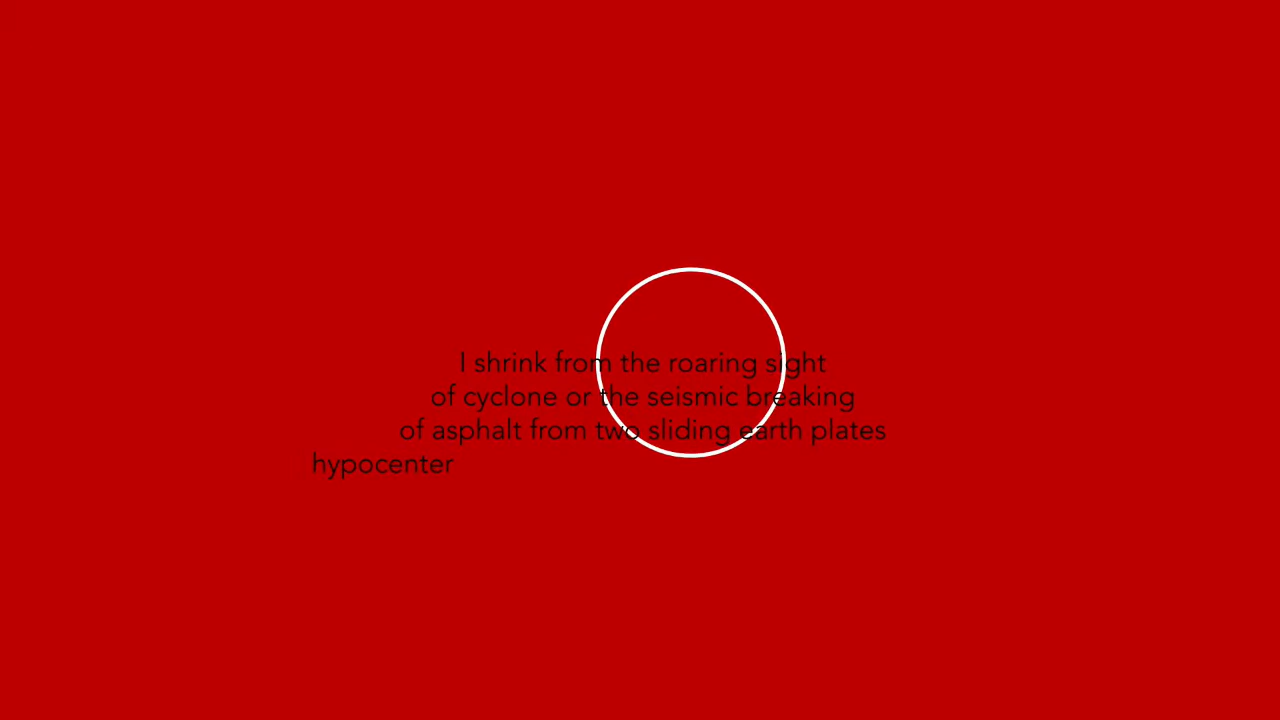 I shrink from the roaring sight
of cyclone or the seismic breaking
of asphalt from two sliding earth plates
hypocenter